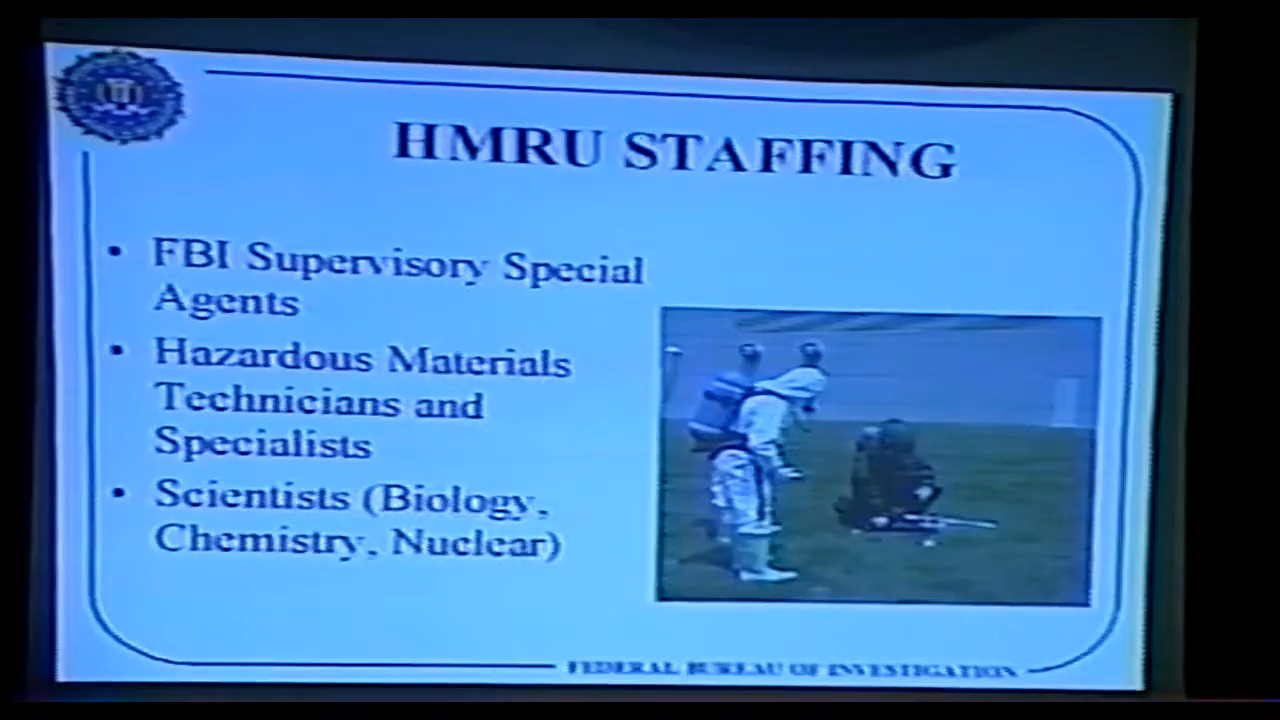 HMRU STAFFING
• FBI Supervisory Special
Agents
• Hazardous Materials
Technicians and
Specialists
• Scientists (Biology,
Chemistry, Nuclear)
FEDERAL BUREAU OF INVESTIGATION